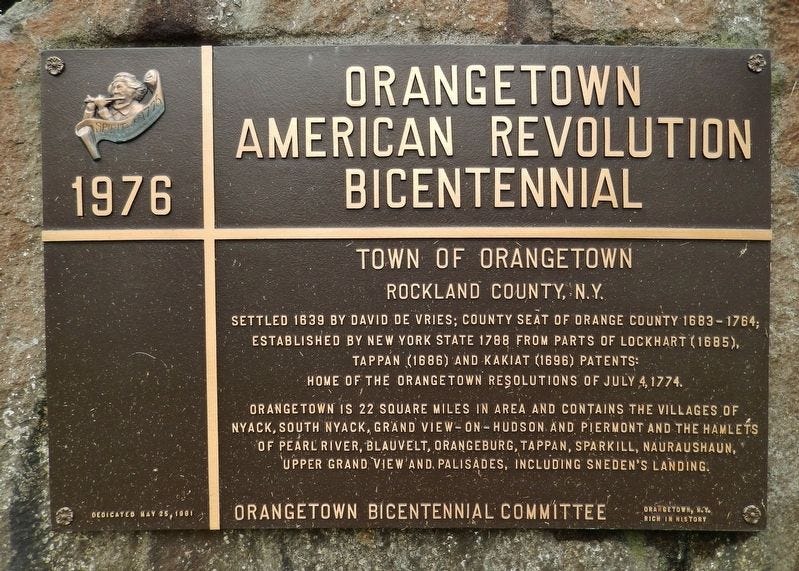 SPIRIT OF 1776
1976
ORANGETOWN
AMERICAN REVOLUTION
BICENTENNIAL
TOWN OF ORANGETOWN
ROCKLAND COUNTY, N.Y.
SETTLED 1639 BY DAVID DE VRIES; COUNTY SEAT OF ORANGE COUNTY 1683-1764;
ESTABLISHED BY NEW YORK STATE 1788 FROM PARTS OF LOCKHART (1685),
TAPPAN (1686) AND KAKIAT (1696) PATENTS:
HOME OF THE ORANGETOWN RESOLUTIONS OF JULY 4, 1774.
ORANGETOWN IS 22 SQUARE MILES IN AREA AND CONTAINS THE VILLAGES OF
NYACK, SOUTH NYACK, GRAND VIEW-ON-HUDSON AND PIERMONT AND THE HAMLETS
OF PEARL RIVER, BLAUVELT, ORANGEBURG, TAPPAN, SPARKILL, NAURAUSHAUN,
UPPER GRAND VIEW AND PALISADES, INCLUDING SNEDEN'S LANDING.
DEDICATED MAY 25, 1981
ORANGETOWN BICENTENNIAL COMMITTEE
ORANGETOWN, N.Y.
RICH IN HISTORY